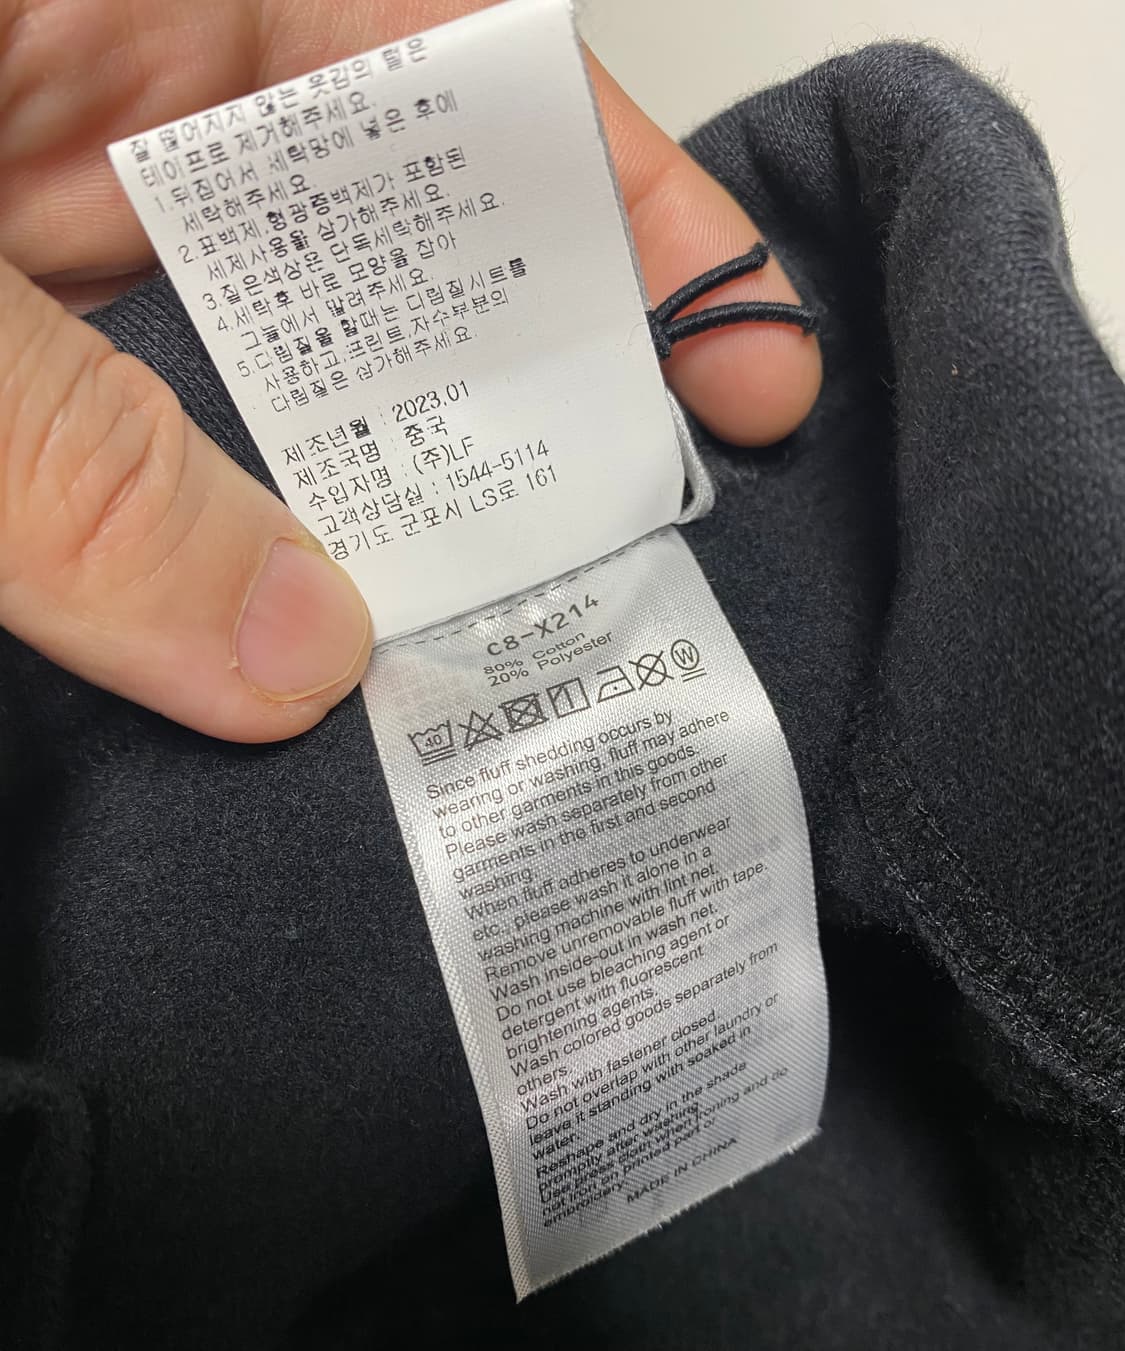 잘 떨어지지 않는 옷감의 털은
테이프로 제거해주세요.
1.뒤집어서 세탁망에 넣은 후에
세탁해주세요.
2.표백제,형광증백제가 포함된
세제사용을 삼가해주세요.
3.짙은색상은 단독세탁해주세요.
4.세탁후 바로 모양을 잡아
그늘에서 말려주세요.
5.다림질을 할때는 다림질시트를
사용하고,프린트 자수부분의
다림질은 삼가해주세요.
제조년월 : 2023.01
제조국명 : 중국
수입자명 : (주)LF
고객상담실 : 1544-5114
경기도 군포시 LS로 161
C8-X214
80% Cotton
20% Polyester
40
W
Since fluff shedding occurs by
wearing or washing, fluff may adhere
to other garments in this goods.
Please wash separately from other
garments in the first and second
washing.
When fluff adheres to underwear
etc., please wash it alone in a
washing machine with lint net.
Remove unremovable fluff with tape.
Wash inside-out in wash net.
Do not use bleaching agent or
detergent with fluorescent
brightening agents.
Wash colored goods separately from
others.
Wash with fastener closed.
Do not overlap with other laundry or
leave it standing with soaked in
water.
Reshape and dry in the shade
promptly after washing.
Use press cloth when ironing and do
not iron on printed part or
embroidery.
MADE IN CHINA